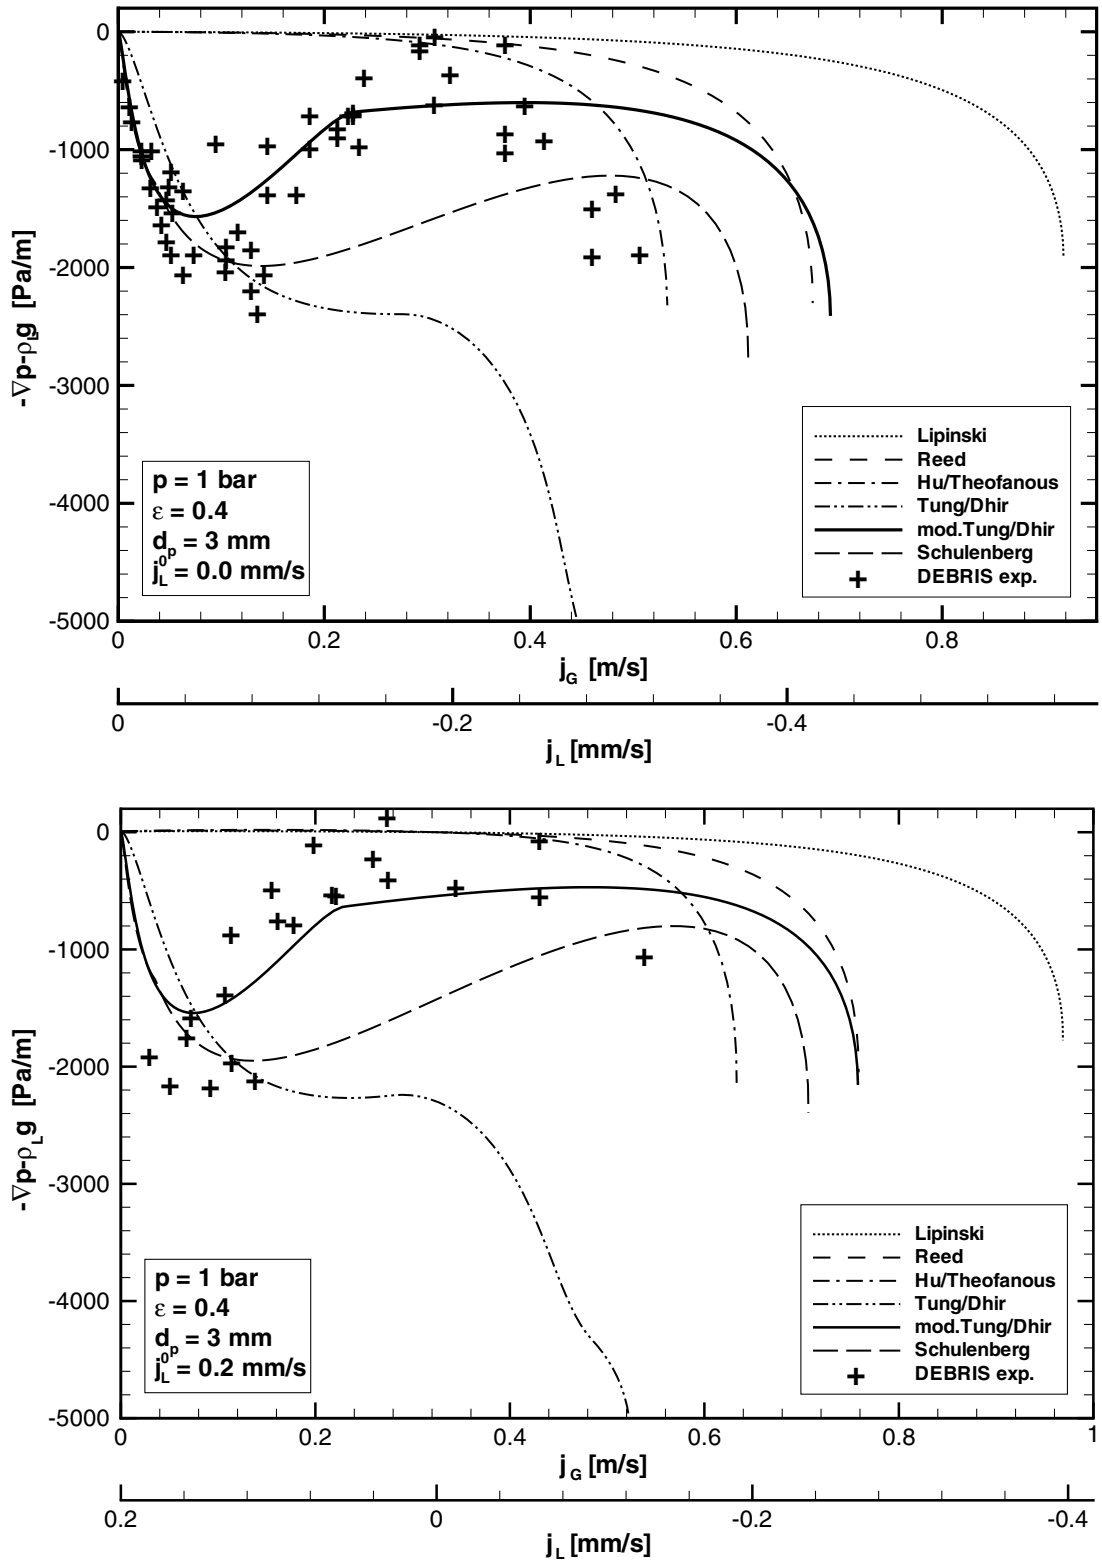 0
-1000
-2000
-3000
-4000
-5000
-∇p-ρLg [Pa/m]
p = 1 bar
ε = 0.4
dp = 3 mm
j0L = 0.0 mm/s
Lipinski
Reed
Hu/Theofanous
Tung/Dhir
mod.Tung/Dhir
Schulenberg
DEBRIS exp.
0 0.2 0.4 0.6 0.8
jG [m/s]
0 -0.2 -0.4
jL [mm/s]
0
-1000
-2000
-3000
-4000
-5000
-∇p-ρLg [Pa/m]
p = 1 bar
ε = 0.4
dp = 3 mm
j0L = 0.2 mm/s
Lipinski
Reed
Hu/Theofanous
Tung/Dhir
mod.Tung/Dhir
Schulenberg
DEBRIS exp.
0 0.2 0.4 0.6 0.8 1
jG [m/s]
0.2 0 -0.2 -0.4
jL [mm/s]